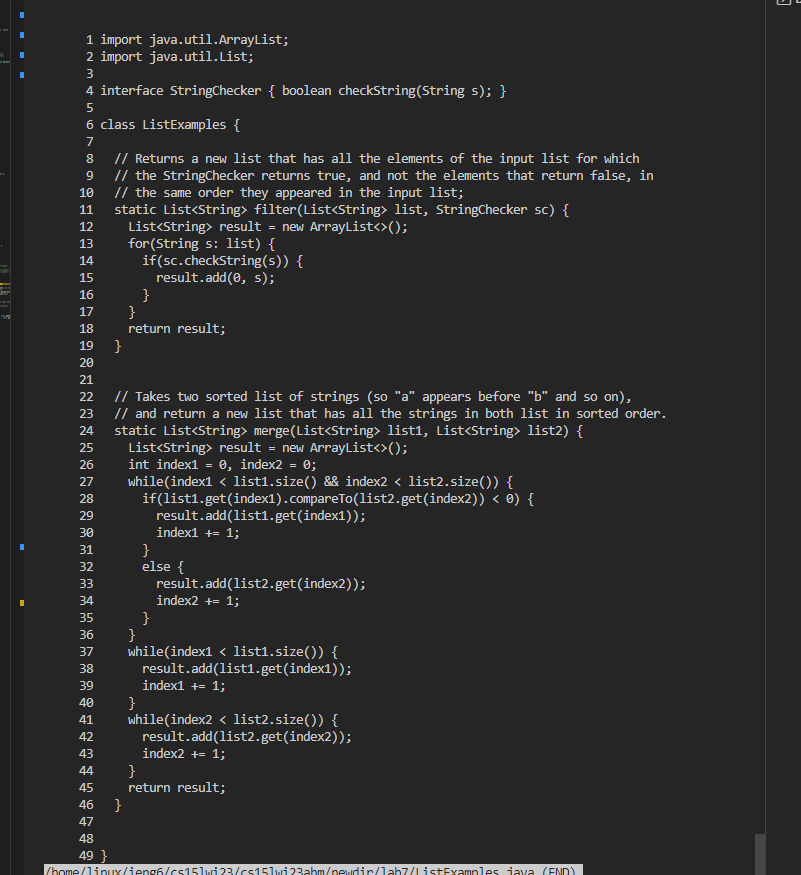 1 import java.util.ArrayList;
2 import java.util.List;
3
4 interface StringChecker { boolean checkString(String s); }
5
6 class ListExamples {
7
8   // Returns a new list that has all the elements of the input list for which
9   // the StringChecker returns true, and not the elements that return false, in
10   // the same order they appeared in the input list;
11   static List<String> filter(List<String> list, StringChecker sc) {
12     List<String> result = new ArrayList<>();
13     for(String s: list) {
14       if(sc.checkString(s)) {
15         result.add(0, s);
16       }
17     }
18     return result;
19   }
20
21
22   // Takes two sorted list of strings (so "a" appears before "b" and so on),
23   // and return a new list that has all the strings in both list in sorted order.
24   static List<String> merge(List<String> list1, List<String> list2) {
25     List<String> result = new ArrayList<>();
26     int index1 = 0, index2 = 0;
27     while(index1 < list1.size() && index2 < list2.size()) {
28       if(list1.get(index1).compareTo(list2.get(index2)) < 0) {
29         result.add(list1.get(index1));
30         index1 += 1;
31       }
32       else {
33         result.add(list2.get(index2));
34         index2 += 1;
35       }
36     }
37     while(index1 < list1.size()) {
38       result.add(list1.get(index1));
39       index1 += 1;
40     }
41     while(index2 < list2.size()) {
42       result.add(list2.get(index2));
43       index2 += 1;
44     }
45     return result;
46   }
47
48
49 }
/home/linux/ieng6/cs15lwi23/cs15lwi23abm/newdir/lab7/ListExamples.java (END)